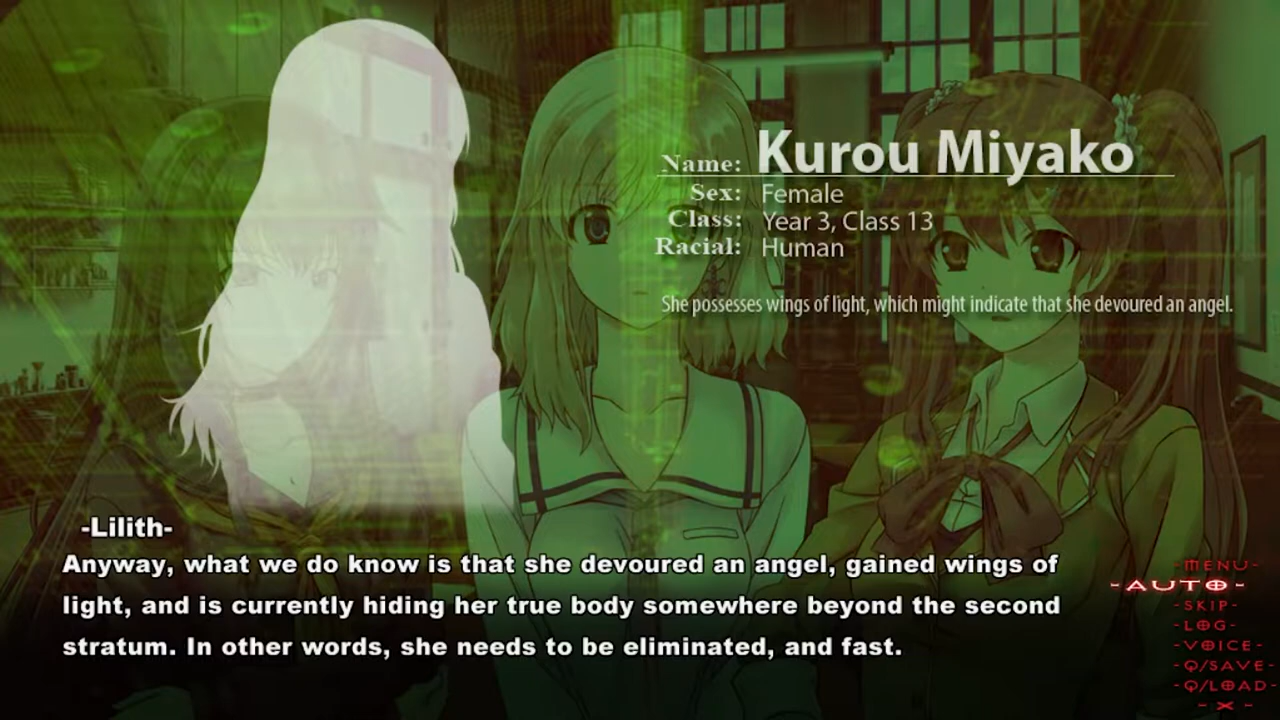 Name: Kurou Miyako
Sex: Female
Class: Year 3, Class 13
Racial: Human
She possesses wings of light, which might indicate that she devoured an angel.
-Lilith-
Anyway, what we do know is that she devoured an angel, gained wings of
light, and is currently hiding her true body somewhere beyond the second
stratum. In other words, she needs to be eliminated, and fast.
-MENU-
-AUTO-
-SKIP-
-LOG-
-VOICE-
-Q/SAVE-
-Q/LOAD-
-X-